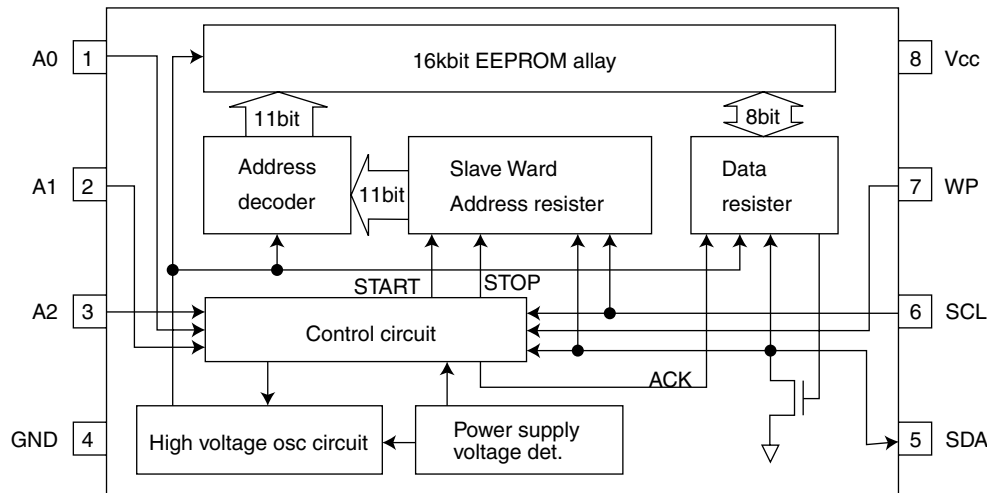 A0 1
16kbit EEPROM allay
8 Vcc
11bit
8bit
A1 2
Address
decoder
11bit
Slave Ward
Address resister
Data
resister
7 WP
START
STOP
A2 3
Control circuit
6 SCL
ACK
GND 4
High voltage osc circuit
Power supply
voltage det.
5 SDA